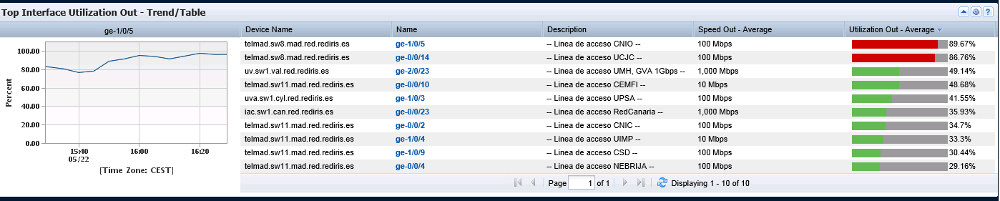 Top Interface Utilization Out - Trend/Table
ge-1/0/5
100.00
80.00
60.00
40.00
20.00
0.00
Percent
15:40
16:00
16:20
05/22
[Time Zone: CEST]
Device Name Name Description Speed Out - Average Utilization Out - Average
telmad.sw8.mad.red.rediris.es ge-1/0/5 -- Linea de acceso CNIO -- 100 Mbps 89.67%
telmad.sw8.mad.red.rediris.es ge-0/0/14 -- Linea de acceso UCJC -- 100 Mbps 86.76%
uv.sw1.val.red.rediris.es ge-2/0/23 -- Linea de acceso UMH, GVA 1Gbps -- 1,000 Mbps 49.14%
telmad.sw11.mad.red.rediris.es ge-0/0/10 -- Linea de acceso CEMFI -- 10 Mbps 48.68%
uva.sw1.cyl.red.rediris.es ge-1/0/3 -- Linea de acceso UPSA -- 100 Mbps 41.55%
iac.sw1.can.red.rediris.es ge-0/0/23 -- Linea de acceso RedCanaria -- 1,000 Mbps 35.93%
telmad.sw11.mad.red.rediris.es ge-0/0/2 -- Linea de acceso CNIC -- 100 Mbps 34.7%
telmad.sw11.mad.red.rediris.es ge-1/0/4 -- Linea de acceso UIMP -- 10 Mbps 33.3%
telmad.sw11.mad.red.rediris.es ge-1/0/9 -- Linea de acceso CSD -- 100 Mbps 30.44%
telmad.sw11.mad.red.rediris.es ge-0/0/4 -- Linea de acceso NEBRIJA -- 100 Mbps 29.16%
Page 1 of 1 Displaying 1 - 10 of 10